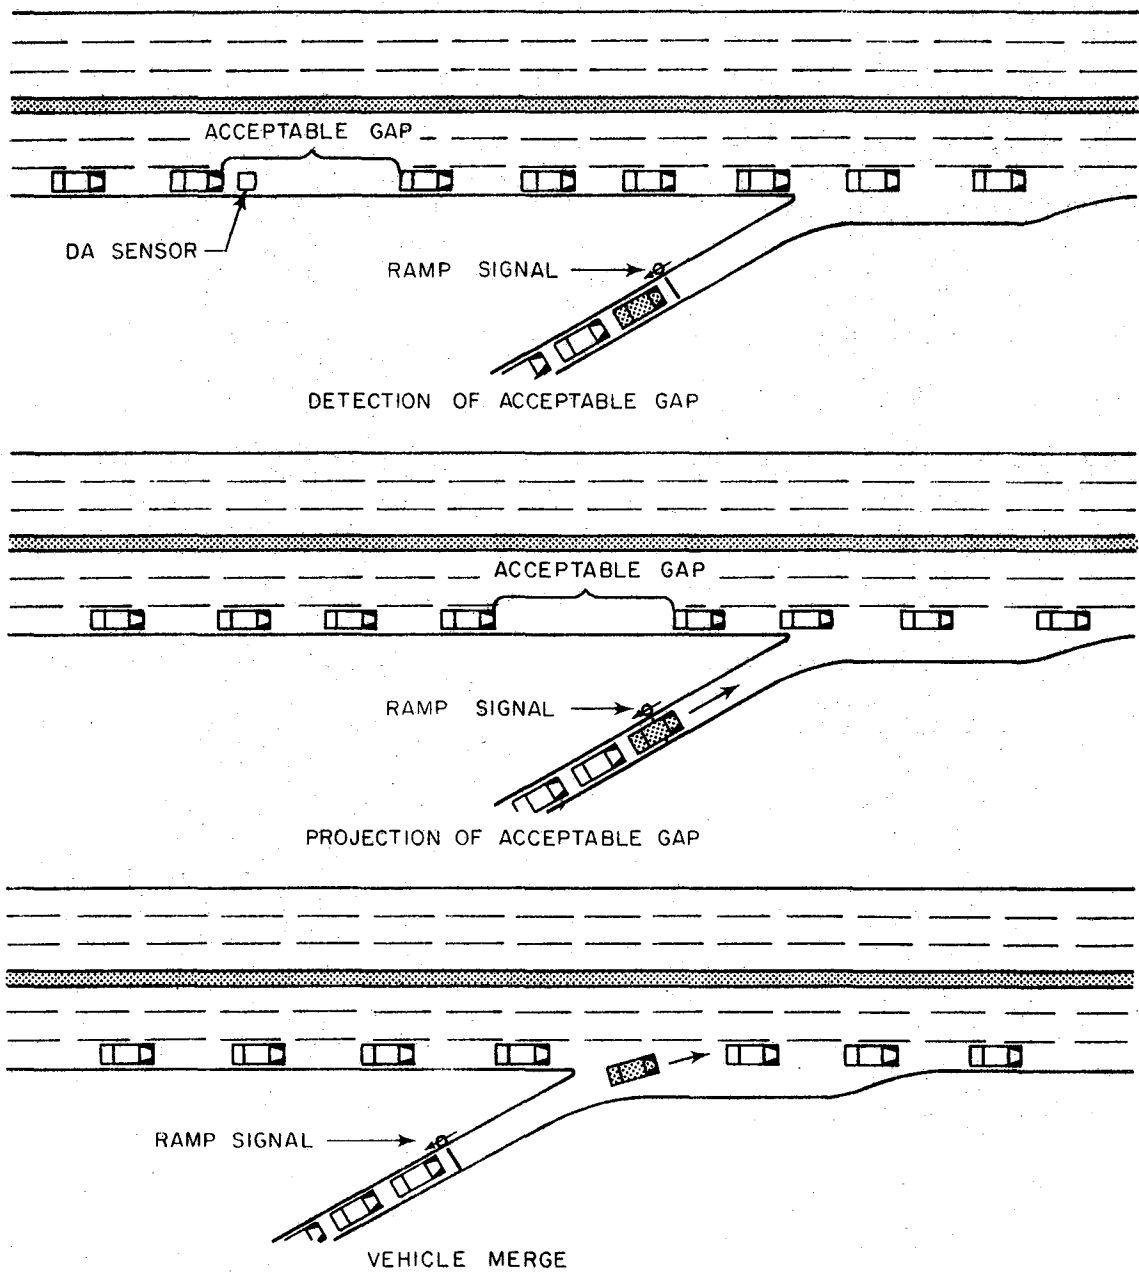 ACCEPTABLE GAP
DA SENSOR
RAMP SIGNAL
DETECTION OF ACCEPTABLE GAP
ACCEPTABLE GAP
RAMP SIGNAL
PROJECTION OF ACCEPTABLE GAP
RAMP SIGNAL
VEHICLE MERGE